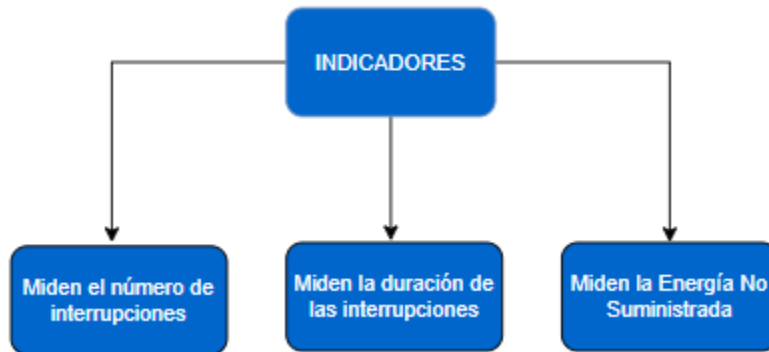 INDICADORES
Miden el número de
interrupciones
Miden la duración de
las interrupciones
Miden la Energía No
Suministrada